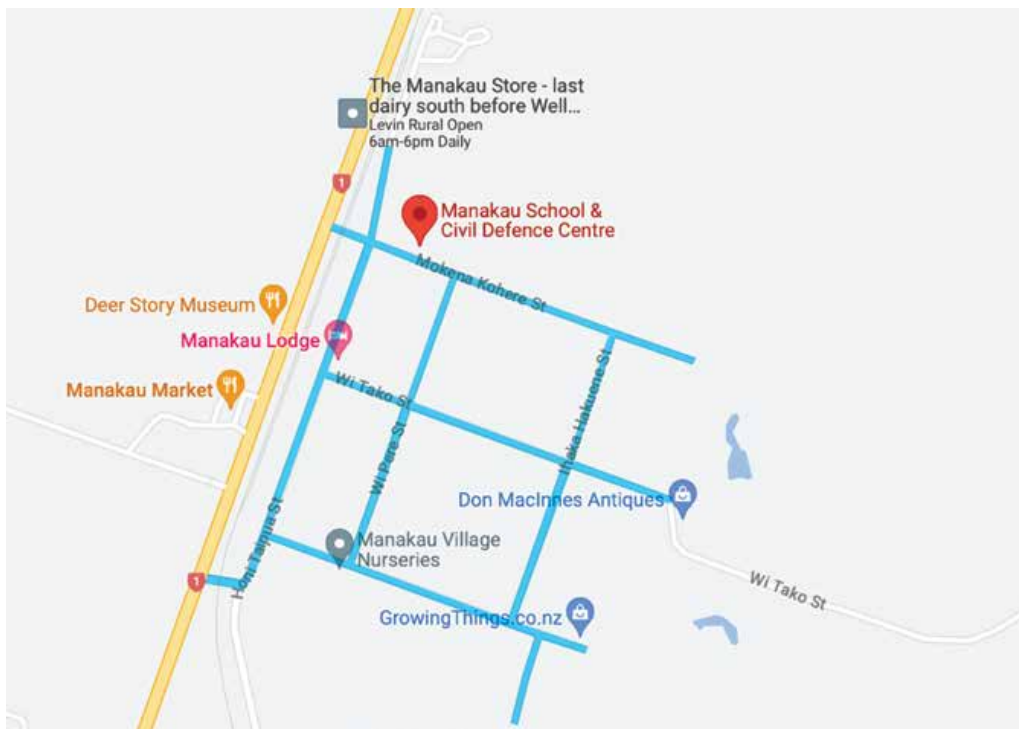 The Manakau Store - last
dairy south before Well...
Levin Rural Open
6am-6pm Daily
1
Manakau School &
Civil Defence Centre
Mokena Kohere St
Deer Story Museum
Manakau Lodge
Manakau Market
Wi Tako St
Ihaka Hakuene St
Wi Pere St
Don MacInnes Antiques
Honi Taipua St
Manakau Village
Nurseries
1
Wi Tako St
GrowingThings.co.nz